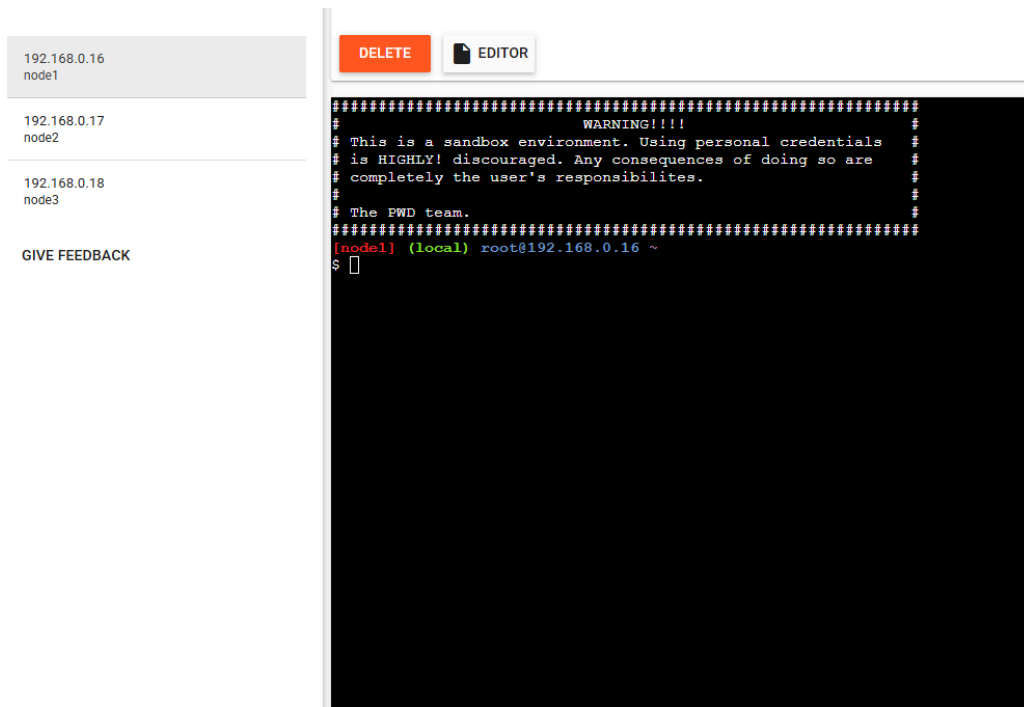 192.168.0.16
node1
192.168.0.17
node2
192.168.0.18
node3
GIVE FEEDBACK
DELETE
EDITOR
###############################################################
# WARNING!!!! #
# This is a sandbox environment. Using personal credentials #
# is HIGHLY! discouraged. Any consequences of doing so are #
# completely the user's responsibilites. #
# #
# The PWD team. #
###############################################################
[node1] (local) root@192.168.0.16 ~
$